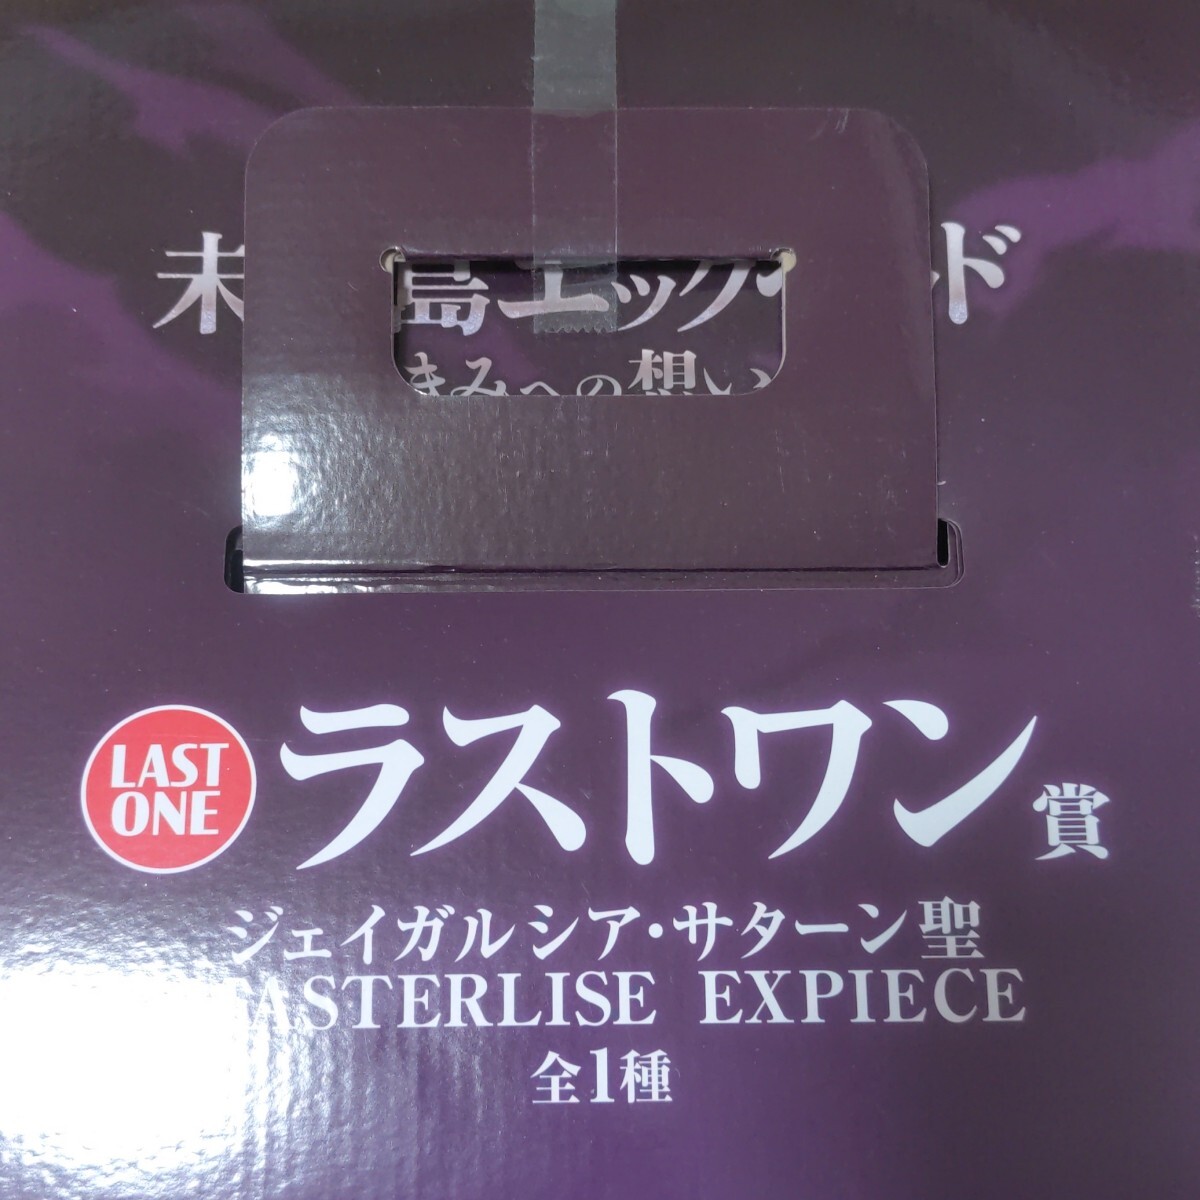 未 島エッグ ド
きみへの想い
LAST
ONE
ラストワン賞
ジェイガルシア・サターン聖
ASTERLISE EXPIECE
全1種